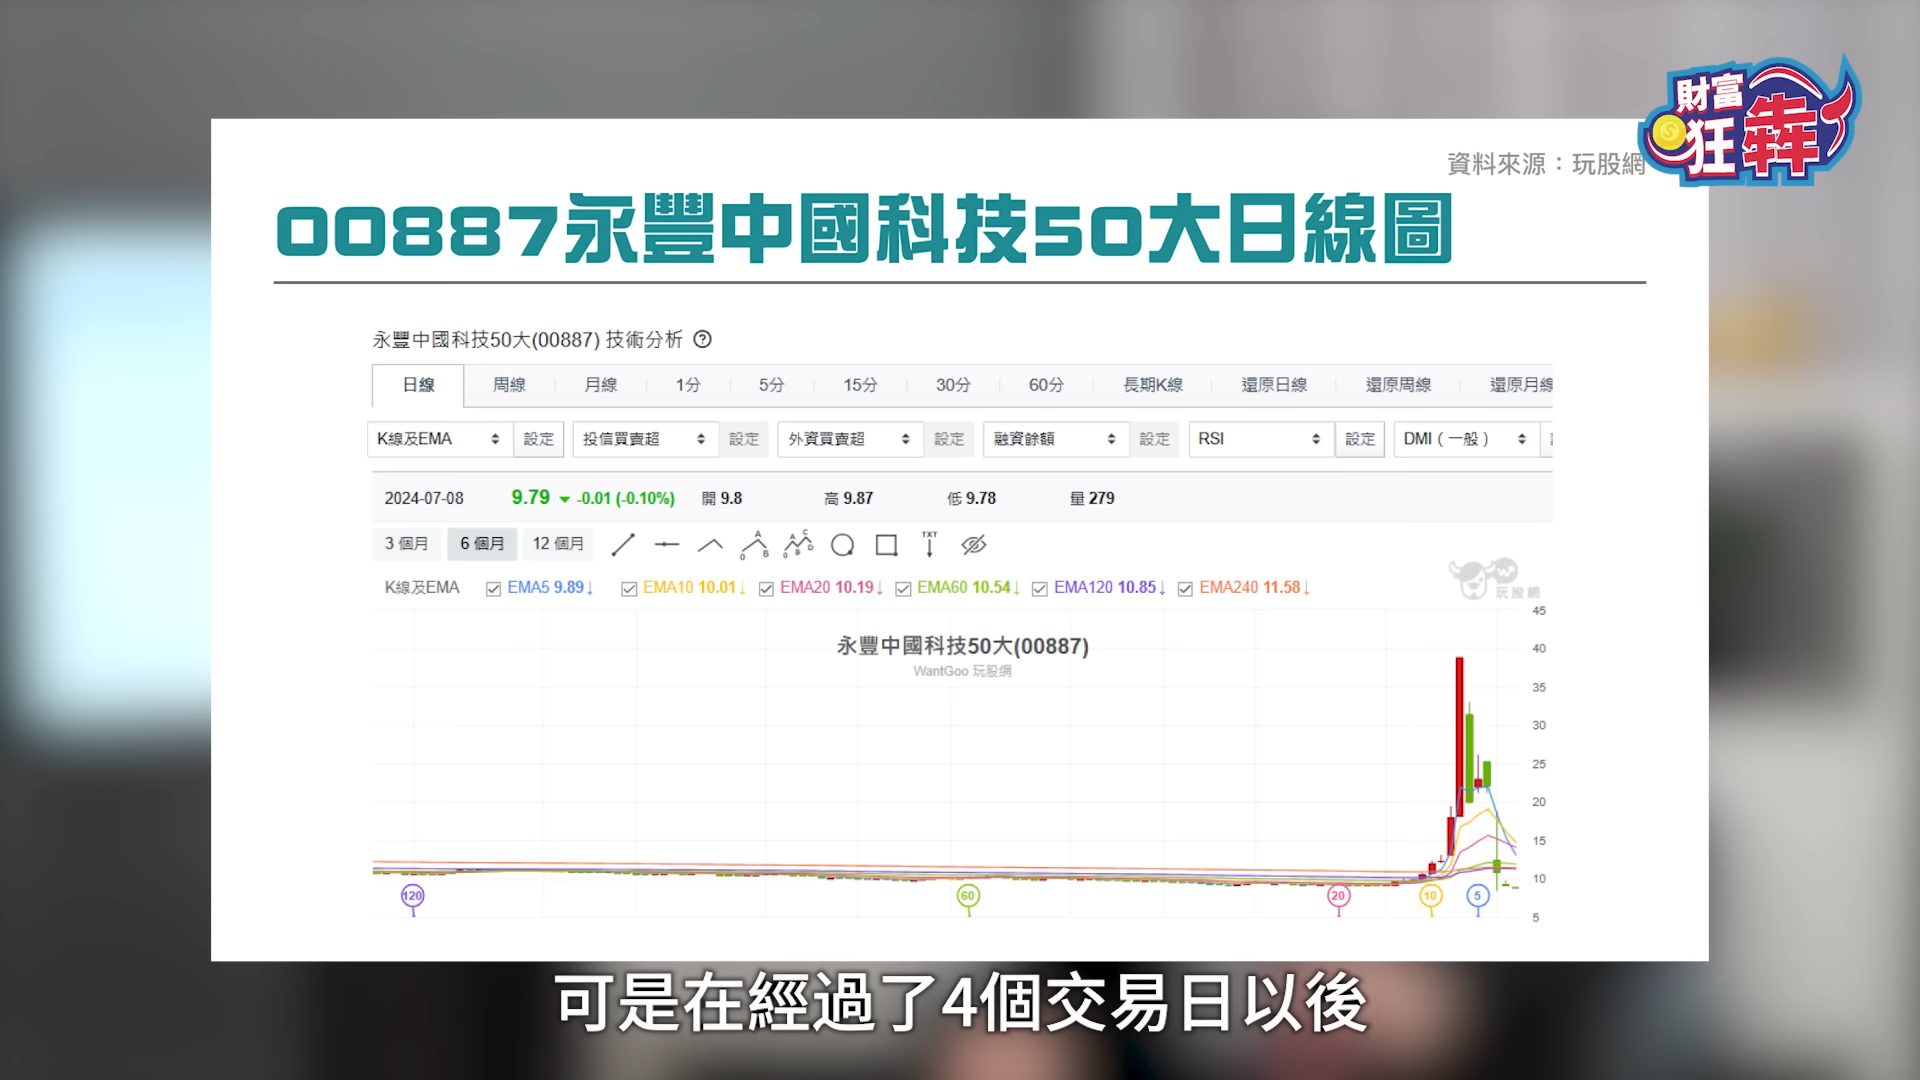 財富
狂犇
資料來源：玩股網
00887永豐中國科技50大日線圖
永豐中國科技50大(00887) 技術分析 ?
日線 周線 月線 1分 5分 15分 30分 60分 長期K線 還原日線 還原周線 還原月線
K線及EMA 設定 投信買賣超 設定 外資買賣超 設定 融資餘額 設定 RSI 設定 DMI ( 一般 )
2024-07-08 9.79 -0.01 (-0.10%) 開 9.8 高 9.87 低 9.78 量 279
3 個月 6 個月 12 個月 0 A B 0 A B C D TXT
K線及EMA EMA5 9.89↓ EMA10 10.01↓ EMA20 10.19↓ EMA60 10.54↓ EMA120 10.85↓ EMA240 11.58↓
玩股網
永豐中國科技50大(00887)
WantGoo 玩股網
45
40
35
30
25
20
15
10
5
120 60 20 10 5
可是在經過了4個交易日以後